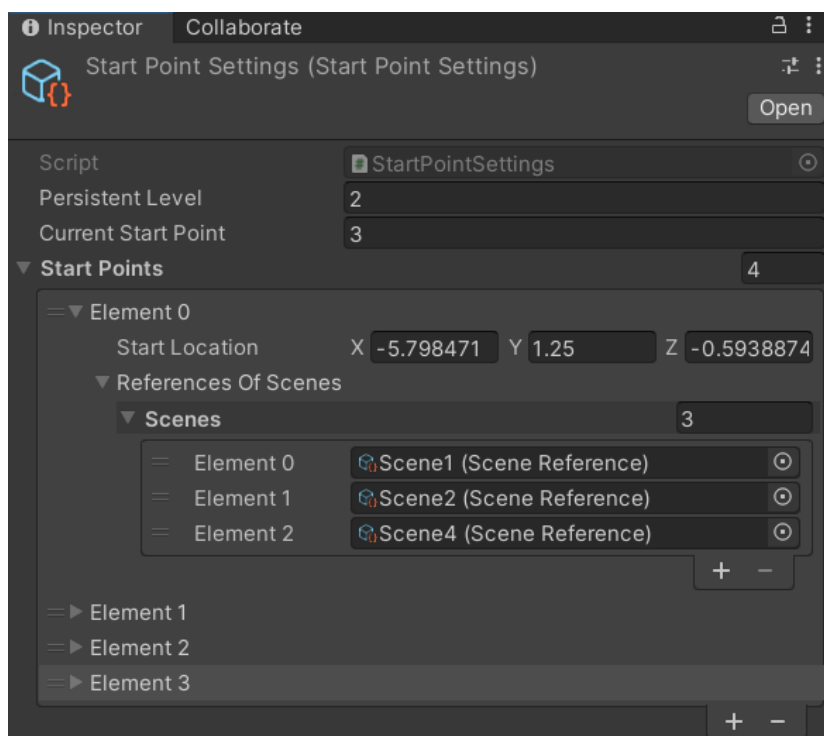 Inspector Collaborate
Start Point Settings (Start Point Settings)
Open
Script StartPointSettings
Persistent Level 2
Current Start Point 3
Start Points 4
Element 0
Start Location X -5.798471 Y 1.25 Z -0.5938874
References Of Scenes
Scenes 3
Element 0 Scene1 (Scene Reference)
Element 1 Scene2 (Scene Reference)
Element 2 Scene4 (Scene Reference)
+ −
Element 1
Element 2
Element 3
+ −